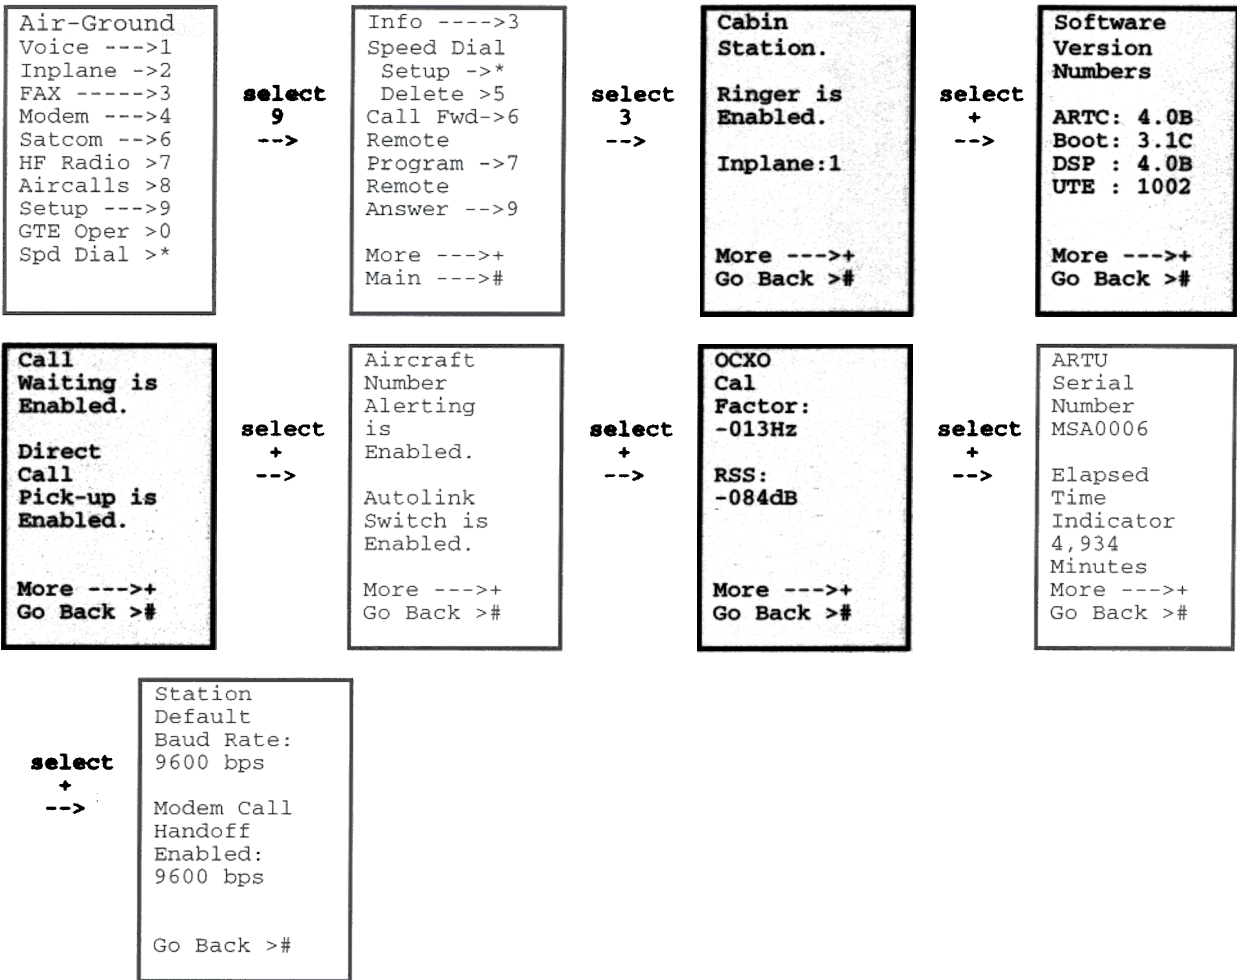 Air-Ground
Voice --->1
Inplane ->2
FAX ----->3
Modem --->4
Satcom -->6
HF Radio >7
Aircalls >8
Setup --->9
GTE Oper >0
Spd Dial >*
select
9
-->
Info ---->3
Speed Dial
Setup ->*
Delete >5
Call Fwd->6
Remote
Program ->7
Remote
Answer -->9
More --->+
Main --->#
select
3
-->
Cabin
Station.
Ringer is
Enabled.
Inplane:1
More --->+
Go Back >#
select
+
-->
Software
Version
Numbers
ARTC: 4.0B
Boot: 3.1C
DSP : 4.0B
UTE : 1002
More --->+
Go Back >#
Call
Waiting is
Enabled.
Direct
Call
Pick-up is
Enabled.
More --->+
Go Back >#
select
+
-->
Aircraft
Number
Alerting
is
Enabled.
Autolink
Switch is
Enabled.
More --->+
Go Back >#
select
+
-->
OCXO
Cal
Factor:
-013Hz
RSS:
-084dB
More --->+
Go Back >#
select
+
-->
ARTU
Serial
Number
MSA0006
Elapsed
Time
Indicator
4,934
Minutes
More --->+
Go Back >#
select
+
-->
Station
Default
Baud Rate:
9600 bps
Modem Call
Handoff
Enabled:
9600 bps
Go Back >#